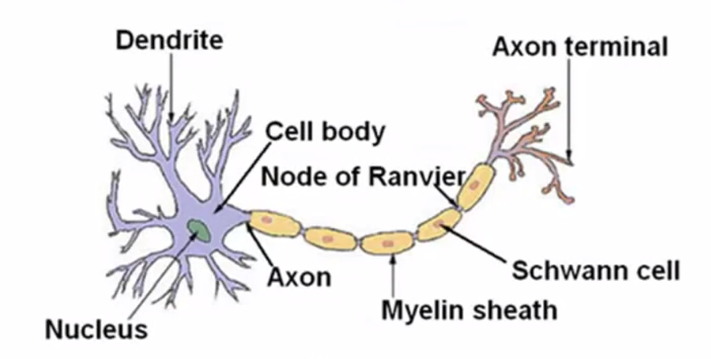 Dendrite
Axon terminal
Cell body
Node of Ranvier
Axon
Schwann cell
Myelin sheath
Nucleus